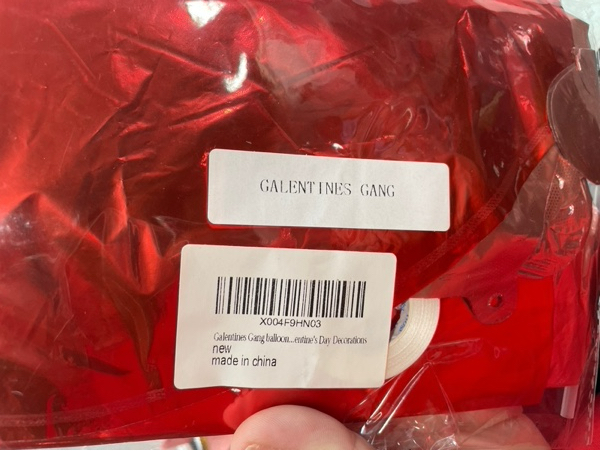 GALENTINES GANG
X004F9HN03
Galentines Gang balloon...entine's Day Decorations
new
made in china